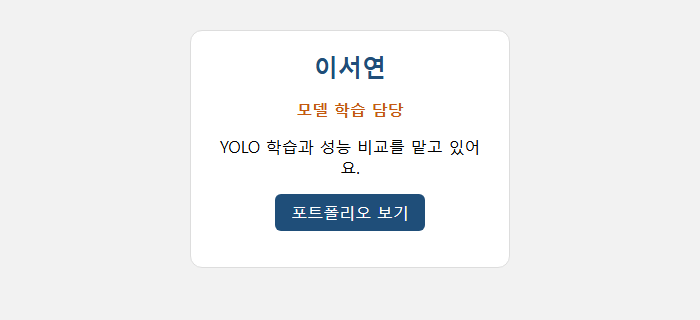 이서연
모델 학습 담당
YOLO 학습과 성능 비교를 맡고 있어
요.
포트폴리오 보기